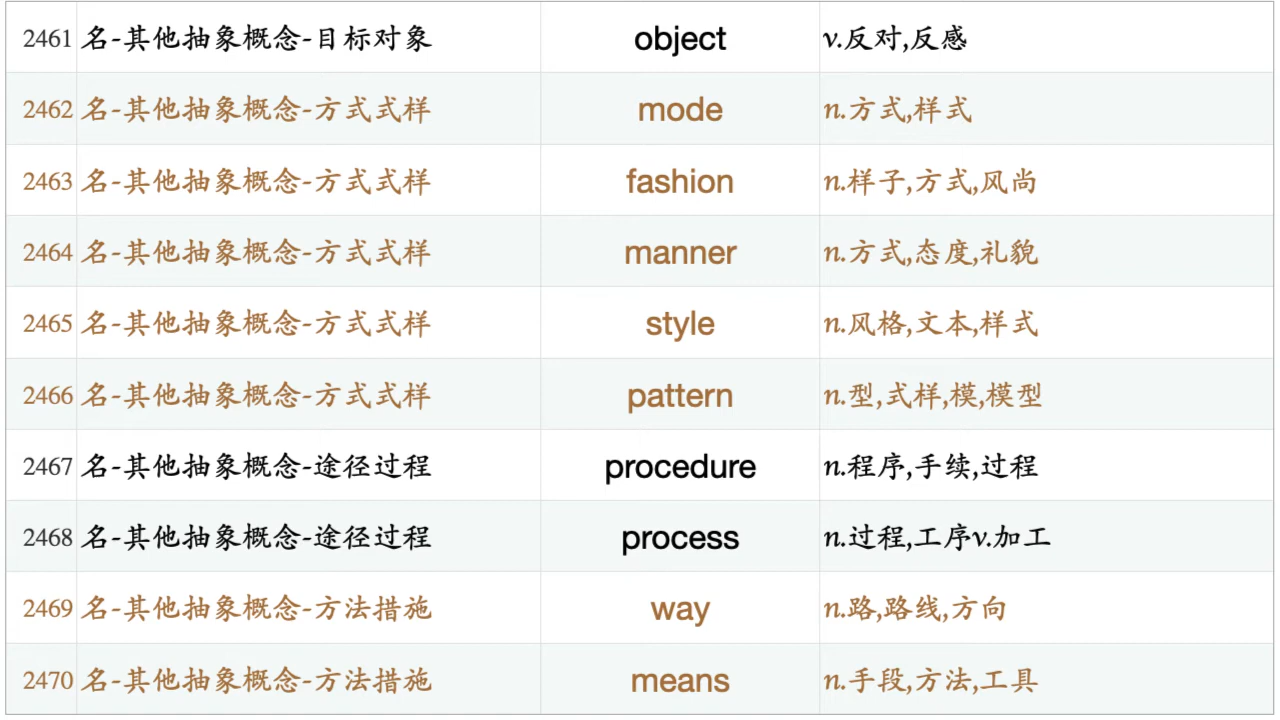 2461 名-其他抽象概念-目标对象 object v.反对,反感
2462 名-其他抽象概念-方式式样 mode n.方式,样式
2463 名-其他抽象概念-方式式样 fashion n.样子,方式,风尚
2464 名-其他抽象概念-方式式样 manner n.方式,态度,礼貌
2465 名-其他抽象概念-方式式样 style n.风格,文本,样式
2466 名-其他抽象概念-方式式样 pattern n.型,式样,模,模型
2467 名-其他抽象概念-途径过程 procedure n.程序,手续,过程
2468 名-其他抽象概念-途径过程 process n.过程,工序v.加工
2469 名-其他抽象概念-方法措施 way n.路,路线,方向
2470 名-其他抽象概念-方法措施 means n.手段,方法,工具